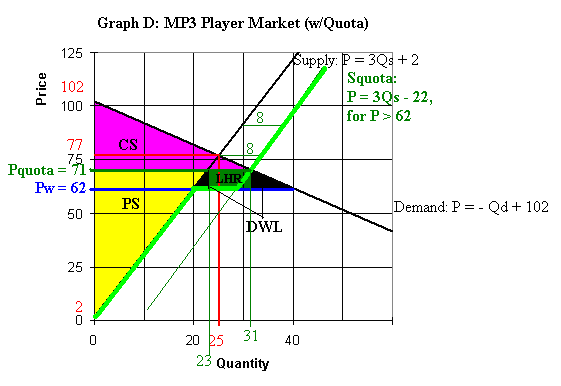 Graph D: MP3 Player Market (w/Quota)
125
Supply: P = 3Qs + 2
Squota:
P = 3Qs - 22,
for P > 62
Price
102
100
8
CS
77
75
8
Pquota = 71
LHR
Pw = 62
PS
50
DWL
Demand: P = - Qd + 102
25
2
0
0
20
25
31
40
23
Quantity